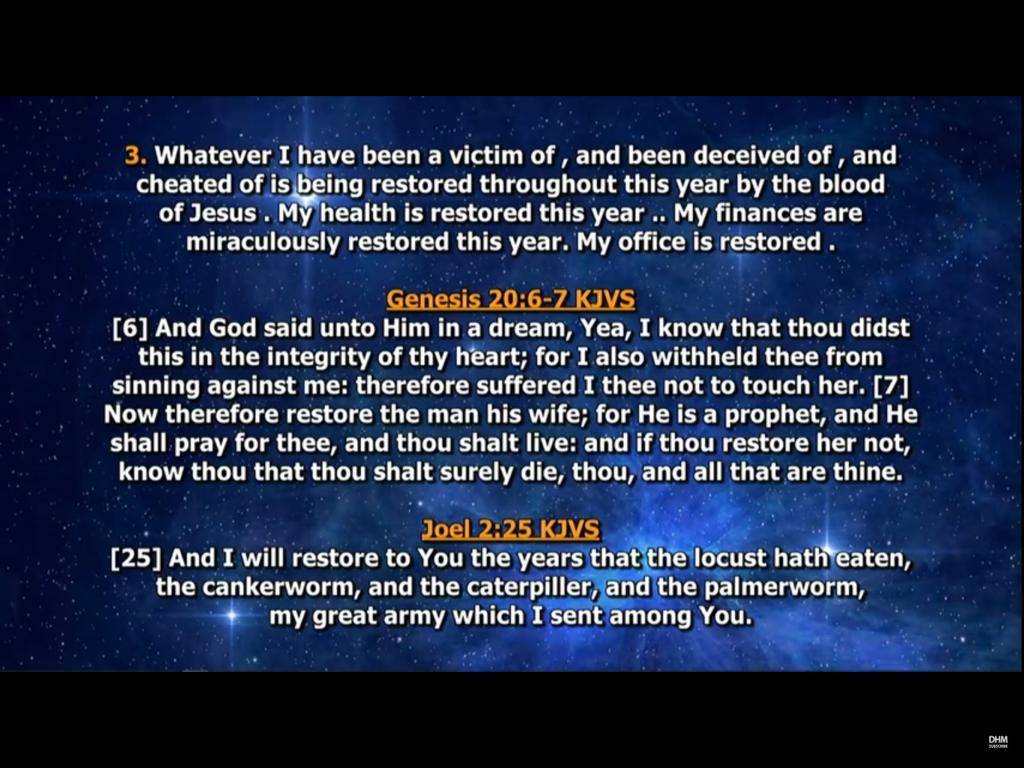 3. Whatever I have been a victim of , and been deceived of , and
cheated of is being restored throughout this year by the blood
of Jesus . My health is restored this year .. My finances are
miraculously restored this year. My office is restored .
Genesis 20:6-7 KJVS
[6] And God said unto Him in a dream, Yea, I know that thou didst
this in the integrity of thy heart; for I also withheld thee from
sinning against me: therefore suffered I thee not to touch her. [7]
Now therefore restore the man his wife; for He is a prophet, and He
shall pray for thee, and thou shalt live: and if thou restore her not,
know thou that thou shalt surely die, thou, and all that are thine.
Joel 2:25 KJVS
[25] And I will restore to You the years that the locust hath eaten,
the cankerworm, and the caterpiller, and the palmerworm,
my great army which I sent among You.
DHM
SUBSCRIBE